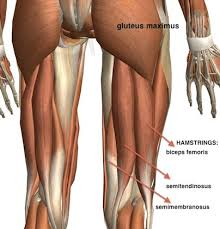 gluteus maximus
HAMSTRINGS:
biceps femoris
semitendinosus
semimembranosus